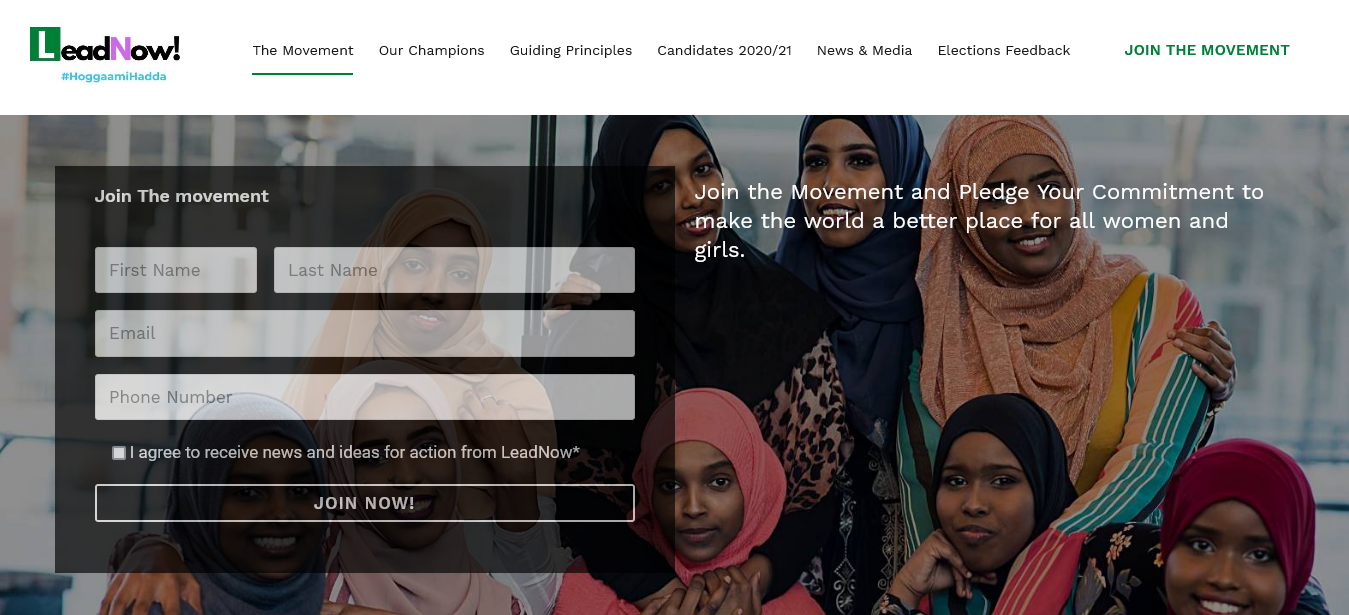 LeadNow!
#HoggaamiHadda
The Movement Our Champions Guiding Principles Candidates 2020/21 News & Media Elections Feedback JOIN THE MOVEMENT
Join The movement
First Name Last Name
Email
Phone Number
I agree to receive news and ideas for action from LeadNow*
JOIN NOW!
Join the Movement and Pledge Your Commitment to
make the world a better place for all women and
girls.